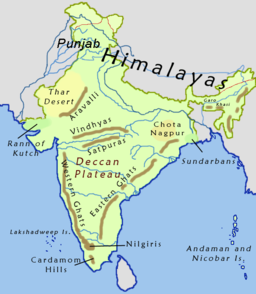 Punjab
Himalayas
Thar
Desert
Aravalli
Garo
Khasi
Vindhyas
Satpuras
Chota
Nagpur
Rann of
Kutch
Sundarbans
Deccan
Plateau
Western Ghats
Eastern Ghats
Lakshadweep Is.
Nilgiris
Andaman and
Nicobar Is.
Cardamom
Hills